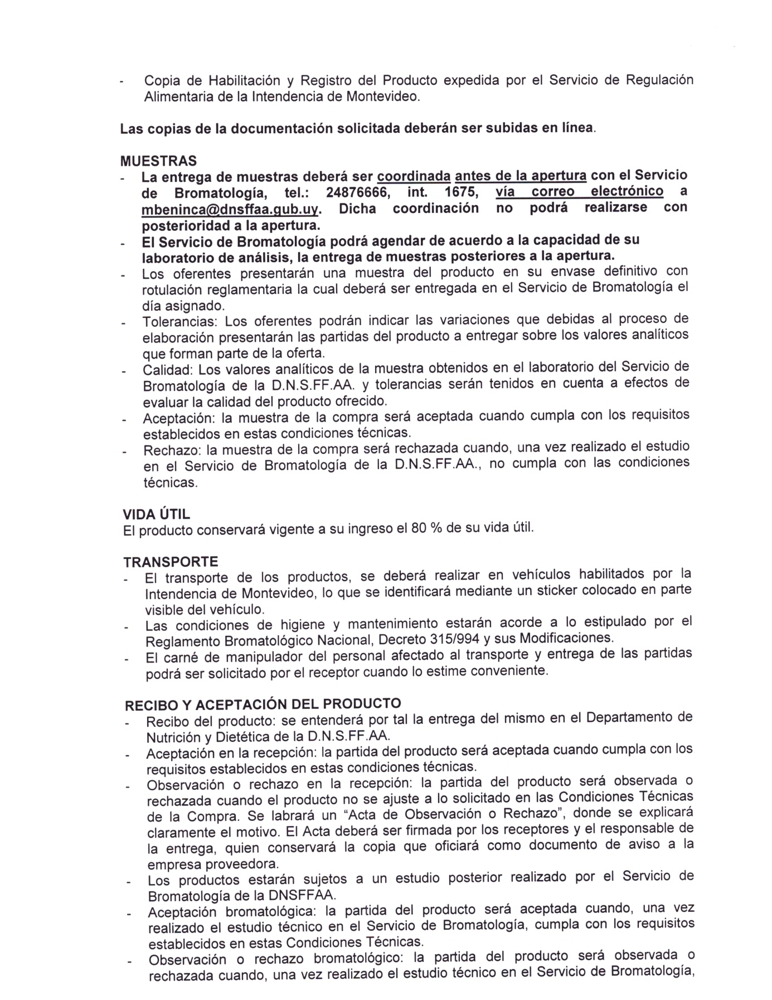 - Copia de Habilitación y Registro del Producto expedida por el Servicio de Regulación
Alimentaria de la Intendencia de Montevideo.
Las copias de la documentación solicitada deberán ser subidas en línea.
MUESTRAS
- La entrega de muestras deberá ser coordinada antes de la apertura con el Servicio
de Bromatología, tel.: 24876666, int. 1675, vía correo electrónico a
mbeninca@dnsffaa.gub.uy. Dicha coordinación no podrá realizarse con
posterioridad a la apertura.
- El Servicio de Bromatología podrá agendar de acuerdo a la capacidad de su
laboratorio de análisis, la entrega de muestras posteriores a la apertura.
- Los oferentes presentarán una muestra del producto en su envase definitivo con
rotulación reglamentaria la cual deberá ser entregada en el Servicio de Bromatología el
día asignado.
- Tolerancias: Los oferentes podrán indicar las variaciones que debidas al proceso de
elaboración presentarán las partidas del producto a entregar sobre los valores analíticos
que forman parte de la oferta.
- Calidad: Los valores analíticos de la muestra obtenidos en el laboratorio del Servicio de
Bromatología de la D.N.S.FF.AA. y tolerancias serán tenidos en cuenta a efectos de
evaluar la calidad del producto ofrecido.
- Aceptación: la muestra de la compra será aceptada cuando cumpla con los requisitos
establecidos en estas condiciones técnicas.
- Rechazo: la muestra de la compra será rechazada cuando, una vez realizado el estudio
en el Servicio de Bromatología de la D.N.S.FF.AA., no cumpla con las condiciones
técnicas.
VIDA ÚTIL
El producto conservará vigente a su ingreso el 80 % de su vida útil.
TRANSPORTE
- El transporte de los productos, se deberá realizar en vehículos habilitados por la
Intendencia de Montevideo, lo que se identificará mediante un sticker colocado en parte
visible del vehículo.
- Las condiciones de higiene y mantenimiento estarán acorde a lo estipulado por el
Reglamento Bromatológico Nacional, Decreto 315/994 y sus Modificaciones.
- El carné de manipulador del personal afectado al transporte y entrega de las partidas
podrá ser solicitado por el receptor cuando lo estime conveniente.
RECIBO Y ACEPTACIÓN DEL PRODUCTO
- Recibo del producto: se entenderá por tal la entrega del mismo en el Departamento de
Nutrición y Dietética de la D.N.S.FF.AA.
- Aceptación en la recepción: la partida del producto será aceptada cuando cumpla con los
requisitos establecidos en estas condiciones técnicas.
- Observación o rechazo en la recepción: la partida del producto será observada o
rechazada cuando el producto no se ajuste a lo solicitado en las Condiciones Técnicas
de la Compra. Se labrará un “Acta de Observación o Rechazo”, donde se explicará
claramente el motivo. El Acta deberá ser firmada por los receptores y el responsable de
la entrega, quien conservará la copia que oficiará como documento de aviso a la
empresa proveedora.
- Los productos estarán sujetos a un estudio posterior realizado por el Servicio de
Bromatología de la DNSFFAA.
- Aceptación bromatológica: la partida del producto será aceptada cuando, una vez
realizado el estudio técnico en el Servicio de Bromatología, cumpla con los requisitos
establecidos en estas Condiciones Técnicas.
- Observación o rechazo bromatológico: la partida del producto será observada o
rechazada cuando, una vez realizado el estudio técnico en el Servicio de Bromatología,